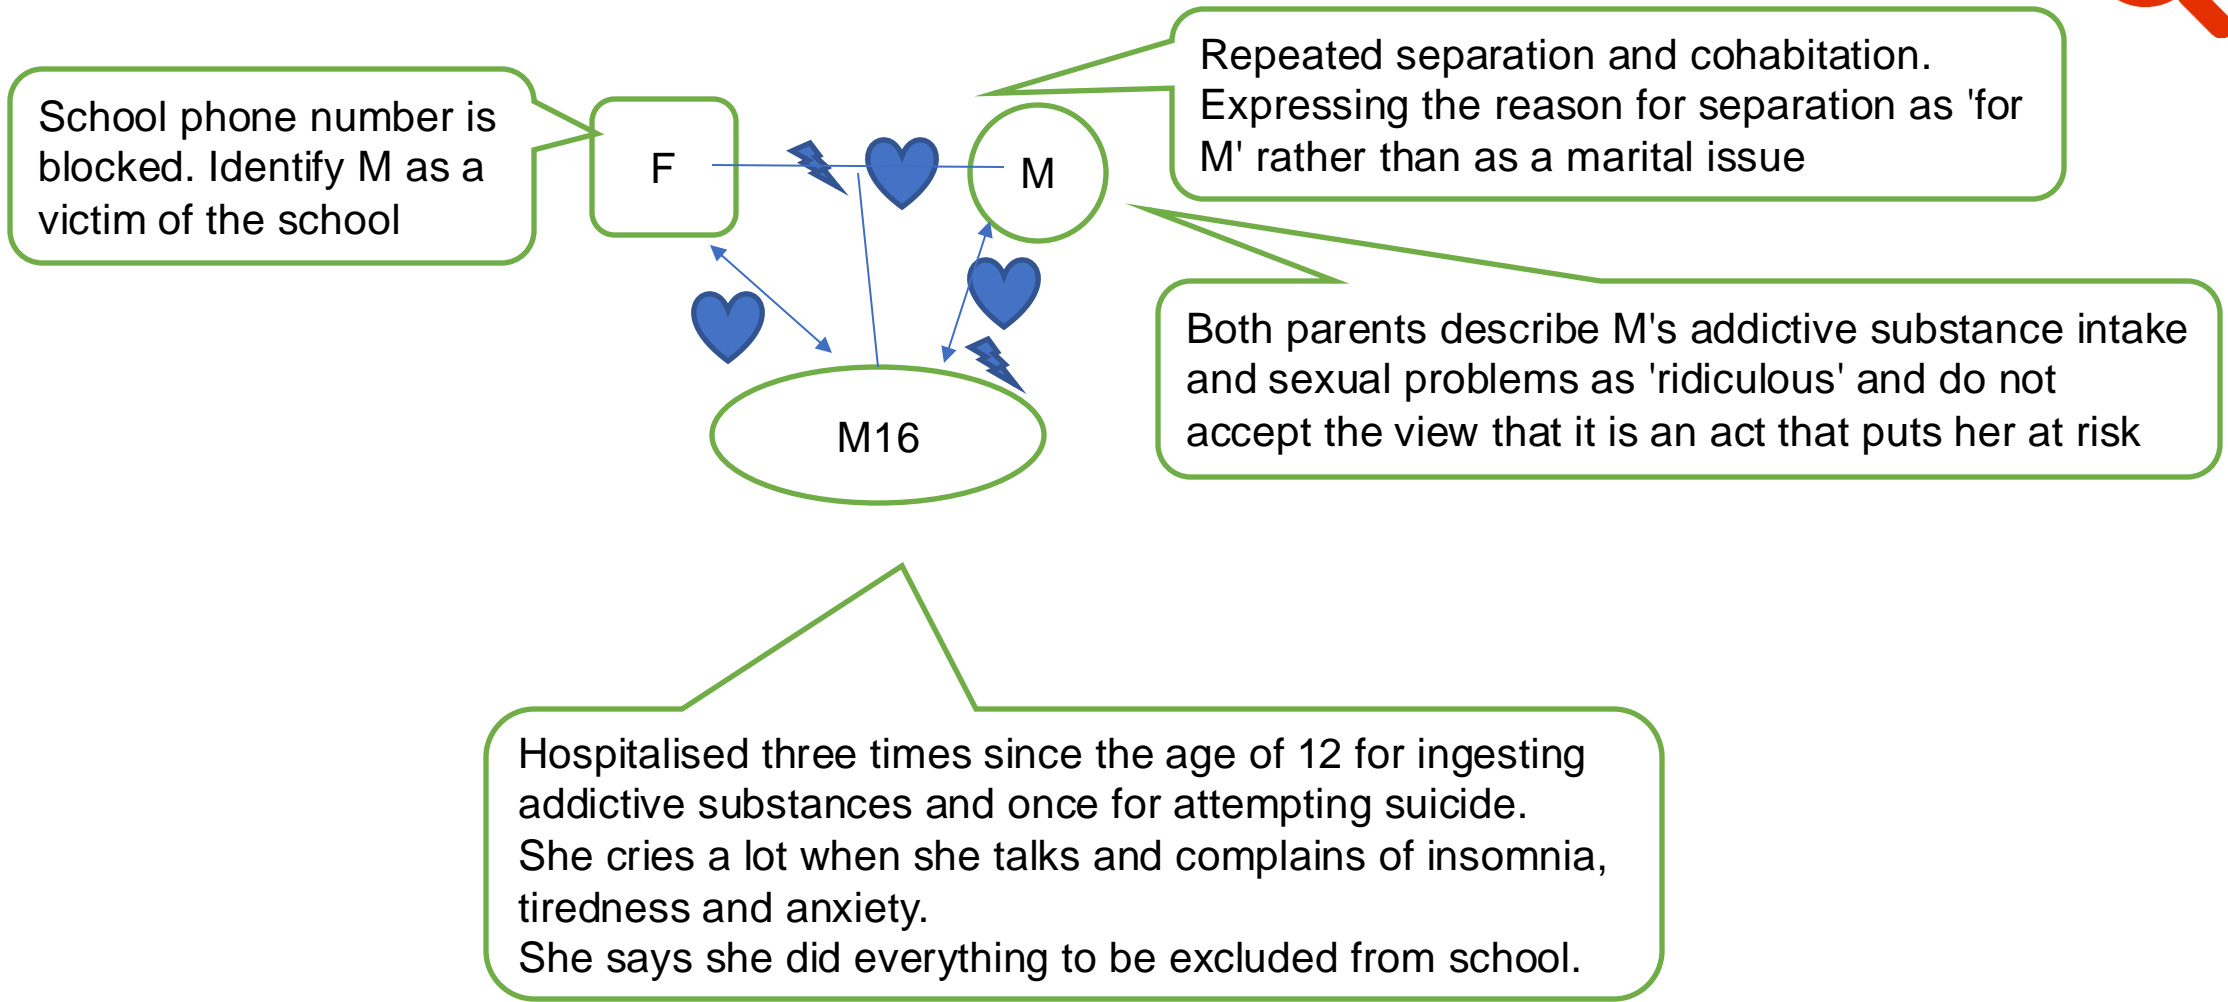 School phone number is
blocked. Identify M as a
victim of the school
F
M
Repeated separation and cohabitation.
Expressing the reason for separation as 'for
M' rather than as a marital issue
Both parents describe M's addictive substance intake
and sexual problems as 'ridiculous' and do not
accept the view that it is an act that puts her at risk
M16
Hospitalised three times since the age of 12 for ingesting
addictive substances and once for attempting suicide.
She cries a lot when she talks and complains of insomnia,
tiredness and anxiety.
She says she did everything to be excluded from school.